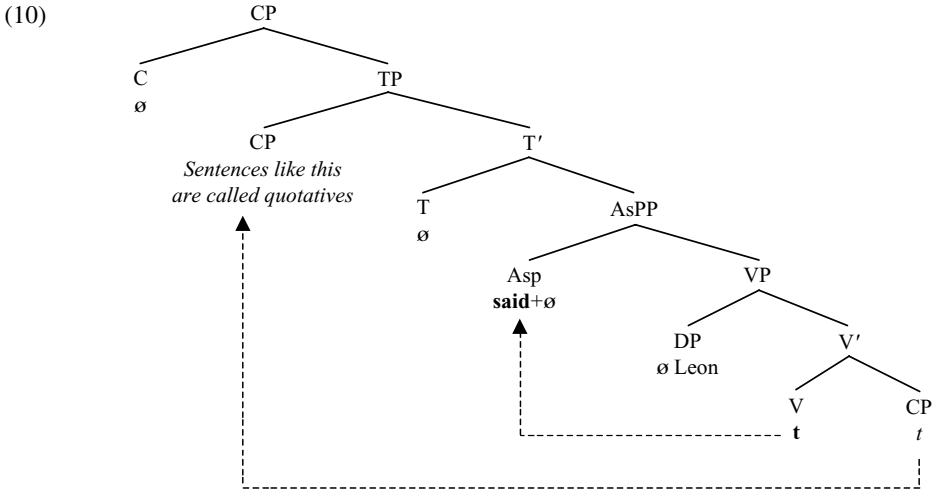 (10)
CP
C
ø
TP
CP
Sentences like this
are called quotatives
T′
T
ø
AsPP
Asp
said+ø
VP
DP
ø Leon
V′
V
t
CP
t